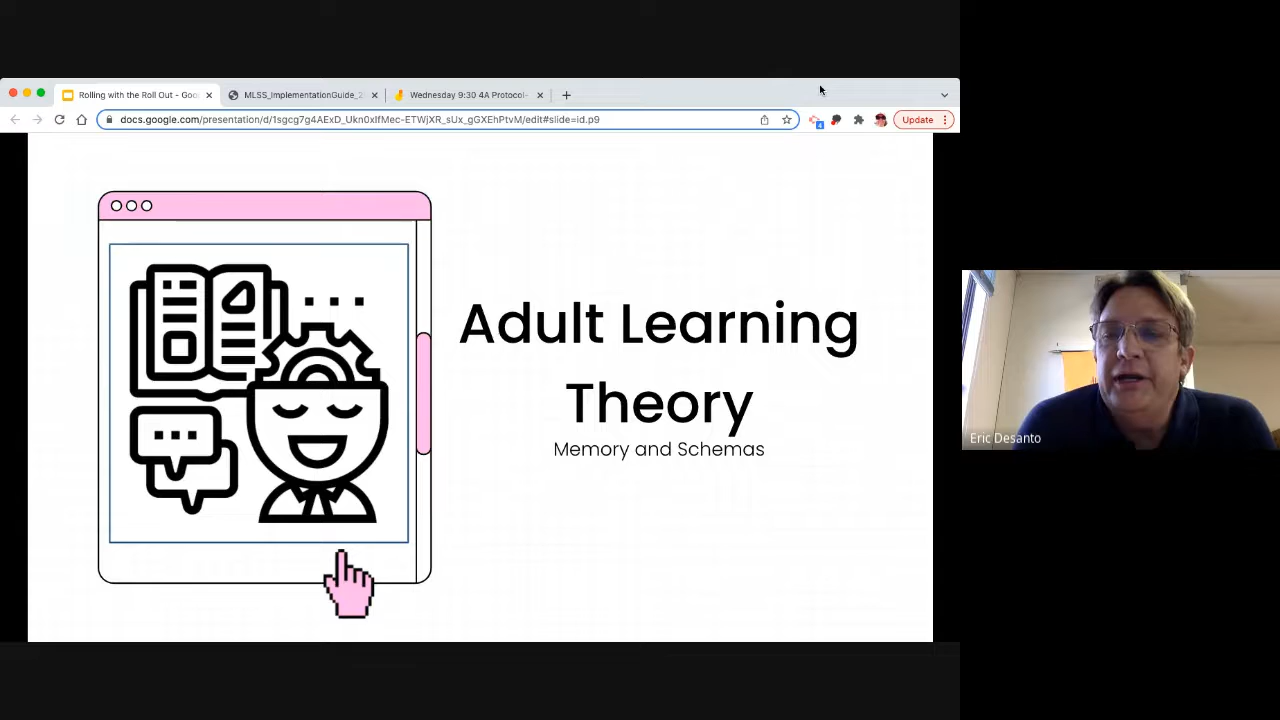 Rolling with the Roll Out - Goo
MLSS_ImplementationGuide_2
Wednesday 9:30 4A Protocol-
docs.google.com/presentation/d/1sgcg7g4AExD_Ukn0xIfMec-ETWjXR_sUx_gGXEhPtvM/edit#slide=id.p9
4
Update
Adult Learning
Theory
Memory and Schemas
Eric Desanto